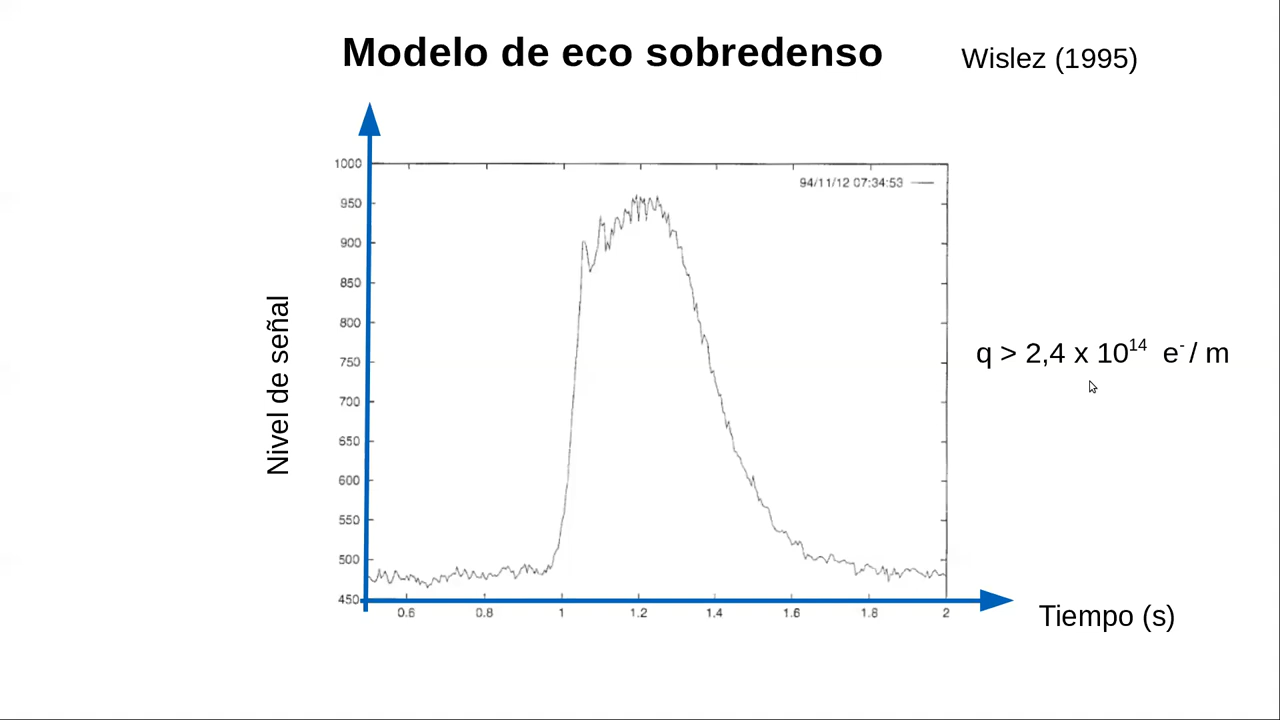 Modelo de eco sobredenso
Wislez (1995)
1000
94/11/12 07:34:53
950
900
850
800
750
700
650
600
550
500
450
Nivel de señal
q > 2,4 x 10¹⁴ e⁻ / m
0.6 0.8 1 1.2 1.4 1.6 1.8 2
Tiempo (s)